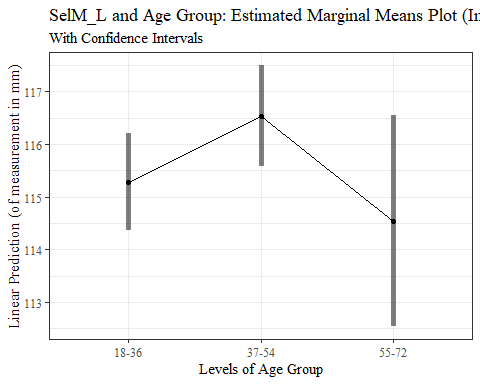 SelM_L and Age Group: Estimated Marginal Means Plot (In
With Confidence Intervals
Linear Prediction (of measurement in mm)
117
116
115
114
113
18-36
37-54
55-72
Levels of Age Group